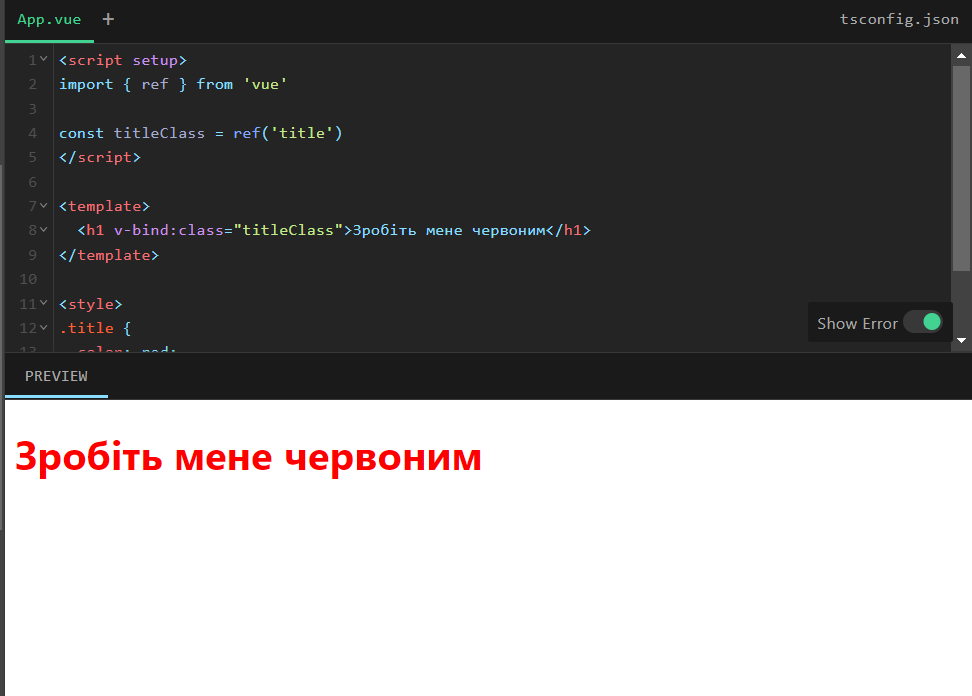 App.vue +
tsconfig.json
1 <script setup>
2 import { ref } from 'vue'
3
4 const titleClass = ref('title')
5 </script>
6
7 <template>
8   <h1 v-bind:class="titleClass">Зробіть мене червоним</h1>
9 </template>
10
11 <style>
12 .title {
13   color: red;
Show Error
PREVIEW
Зробіть мене червоним